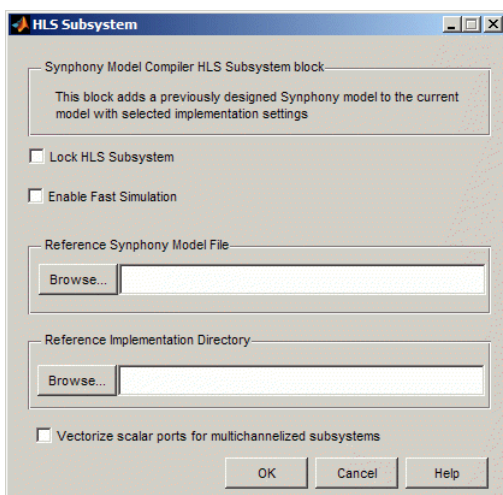 HLS Subsystem
Synphony Model Compiler HLS Subsystem block
This block adds a previously designed Synphony model to the current
model with selected implementation settings
Lock HLS Subsystem
Enable Fast Simulation
Reference Synphony Model File
Browse...
Reference Implementation Directory
Browse...
Vectorize scalar ports for multichannelized subsystems
OK Cancel Help